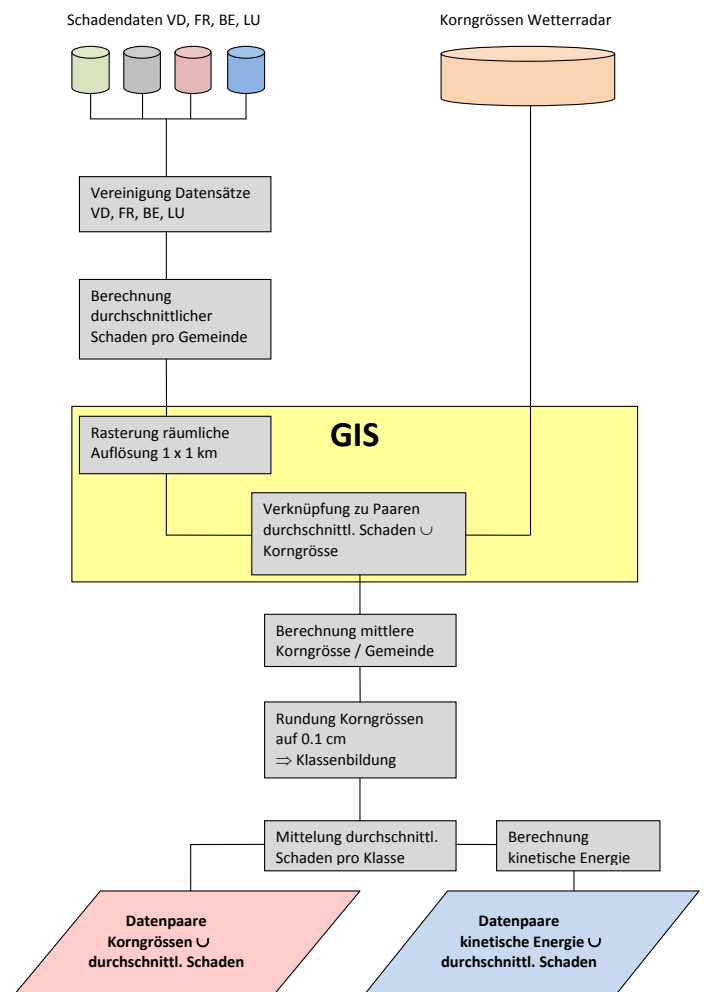 Schadendaten VD, FR, BE, LU
Korngrössen Wetterradar
Vereinigung Datensätze
VD, FR, BE, LU
Berechnung
durchschnittlicher
Schaden pro Gemeinde
GIS
Rasterung räumliche
Auflösung 1 x 1 km
Verknüpfung zu Paaren
durchschnittl. Schaden ∪
Korngrösse
Berechnung mittlere
Korngrösse / Gemeinde
Rundung Korngrössen
auf 0.1 cm
⇒ Klassenbildung
Mittelung durchschnittl.
Schaden pro Klasse
Berechnung
kinetische Energie
Datenpaare
Korngrössen ∪
durchschnittl. Schaden
Datenpaare
kinetische Energie ∪
durchschnittl. Schaden